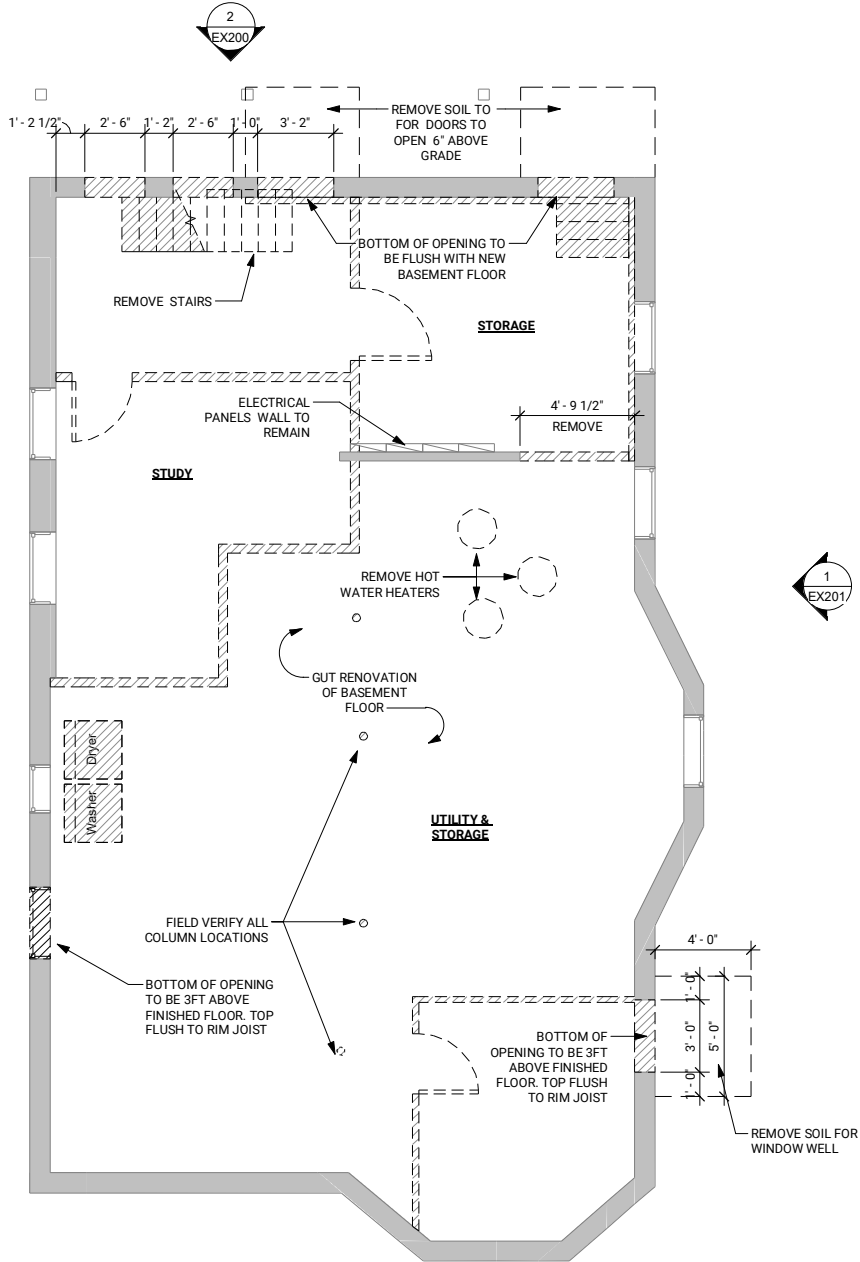 2
EX200
REMOVE SOIL TO
FOR DOORS TO
OPEN 6" ABOVE
GRADE
1' - 2 1/2"
2' - 6"
1' - 2"
2' - 6"
1' - 0"
3' - 2"
BOTTOM OF OPENING TO
BE FLUSH WITH NEW
BASEMENT FLOOR
REMOVE STAIRS
STORAGE
ELECTRICAL
PANELS WALL TO
REMAIN
4' - 9 1/2"
REMOVE
STUDY
REMOVE HOT
WATER HEATERS
1
EX201
GUT RENOVATION
OF BASEMENT
FLOOR
Dryer
Washer
UTILITY &
STORAGE
FIELD VERIFY ALL
COLUMN LOCATIONS
4' - 0"
1' - 0"
3' - 0"
5' - 0"
1' - 0"
BOTTOM OF OPENING
TO BE 3FT ABOVE
FINISHED FLOOR. TOP
FLUSH TO RIM JOIST
BOTTOM OF
OPENING TO BE 3FT
ABOVE FINISHED
FLOOR. TOP FLUSH
TO RIM JOIST
REMOVE SOIL FOR
WINDOW WELL